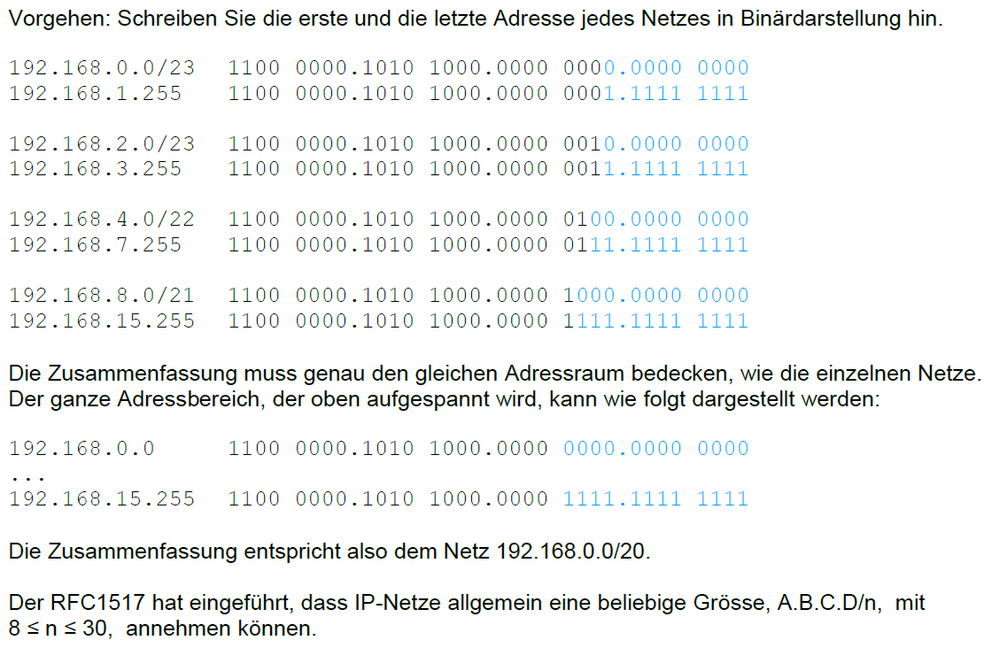 Vorgehen: Schreiben Sie die erste und die letzte Adresse jedes Netzes in Binärdarstellung hin.
192.168.0.0/23 1100 0000.1010 1000.0000 0000.0000 0000
192.168.1.255 1100 0000.1010 1000.0000 0001.1111 1111
192.168.2.0/23 1100 0000.1010 1000.0000 0010.0000 0000
192.168.3.255 1100 0000.1010 1000.0000 0011.1111 1111
192.168.4.0/22 1100 0000.1010 1000.0000 0100.0000 0000
192.168.7.255 1100 0000.1010 1000.0000 0111.1111 1111
192.168.8.0/21 1100 0000.1010 1000.0000 1000.0000 0000
192.168.15.255 1100 0000.1010 1000.0000 1111.1111 1111
Die Zusammenfassung muss genau den gleichen Adressraum bedecken, wie die einzelnen Netze.
Der ganze Adressbereich, der oben aufgespannt wird, kann wie folgt dargestellt werden:
192.168.0.0 1100 0000.1010 1000.0000 0000.0000 0000
...
192.168.15.255 1100 0000.1010 1000.0000 1111.1111 1111
Die Zusammenfassung entspricht also dem Netz 192.168.0.0/20.
Der RFC1517 hat eingeführt, dass IP-Netze allgemein eine beliebige Grösse, A.B.C.D/n, mit
8 ≤ n ≤ 30, annehmen können.